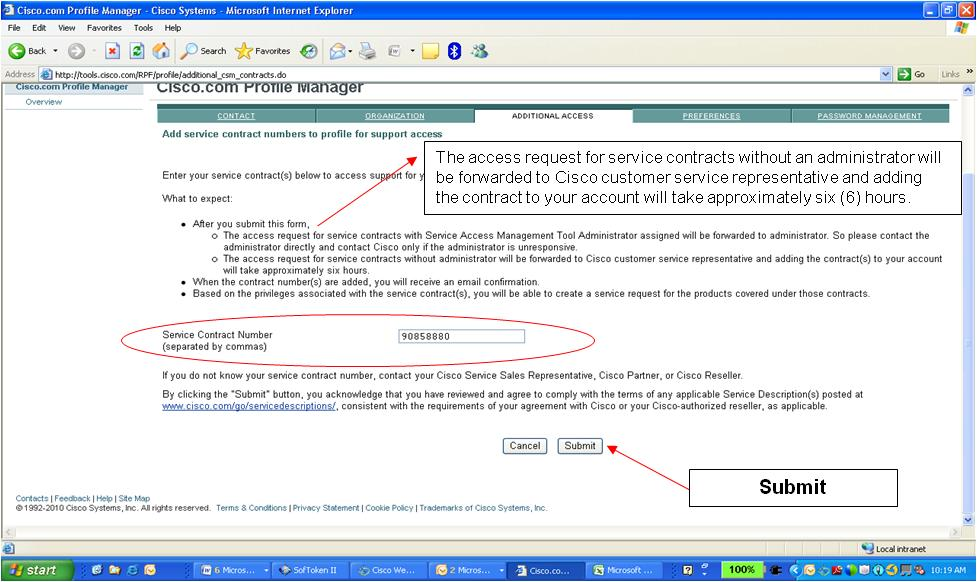 Cisco.com Profile Manager - Cisco Systems - Microsoft Internet Explorer
File Edit View Favorites Tools Help
Back Search Favorites
Address http://tools.cisco.com/RPF/profile/additional_csm_contracts.do Go Links »
Cisco.com Profile Manager
Overview
Cisco.com Profile Manager
CONTACT ORGANIZATION ADDITIONAL ACCESS PREFERENCES PASSWORD MANAGEMENT
Add service contract numbers to profile for support access
The access request for service contracts without an administrator will
be forwarded to Cisco customer service representative and adding
the contract to your account will take approximately six (6) hours.
Enter your service contract(s) below to access support for
What to expect:
After you submit this form,
The access request for service contracts with Service Access Management Tool Administrator assigned will be forwarded to administrator. So please contact the
administrator directly and contact Cisco only if the administrator is unresponsive.
The access request for service contracts without administrator will be forwarded to Cisco customer service representative and adding the contract(s) to your account
will take approximately six hours.
When the contract number(s) are added, you will receive an email confirmation.
Based on the privileges associated with the service contract(s), you will be able to create a service request for the products covered under those contracts.
Service Contract Number 90858880
(separated by commas)
If you do not know your service contract number, contact your Cisco Service Sales Representative, Cisco Partner, or Cisco Reseller.
By clicking the "Submit" button, you acknowledge that you have reviewed and agree to comply with the terms of any applicable Service Description(s) posted at
www.cisco.com/go/servicedescriptions/, consistent with the requirements of your agreement with Cisco or your Cisco-authorized reseller, as applicable.
Cancel Submit
Submit
Contacts | Feedback | Help | Site Map
© 1992-2010 Cisco Systems, Inc. All rights reserved. Terms & Conditions | Privacy Statement | Cookie Policy | Trademarks of Cisco Systems, Inc.
Local intranet
start 6 Micros... SofToken II Cisco We... 2 Micros... Cisco.co... Microsoft ... 100% 10:19 AM